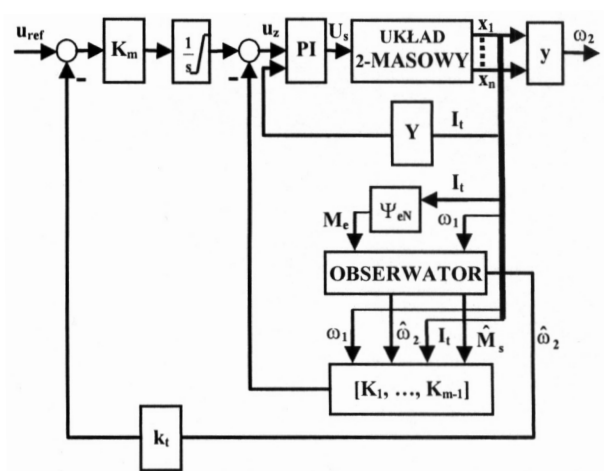 u_ref
-
K_m
1/s
-
u_z
PI
U_s
UKŁAD
2-MASOWY
x_1
x_n
y
ω_2
Y
I_t
I_t
Ψ_eN
M_e
ω_1
OBSERWATOR
ω_1
ω̂_2
I_t
M̂_s
ω̂_2
[K_1, ..., K_m-1]
k_t